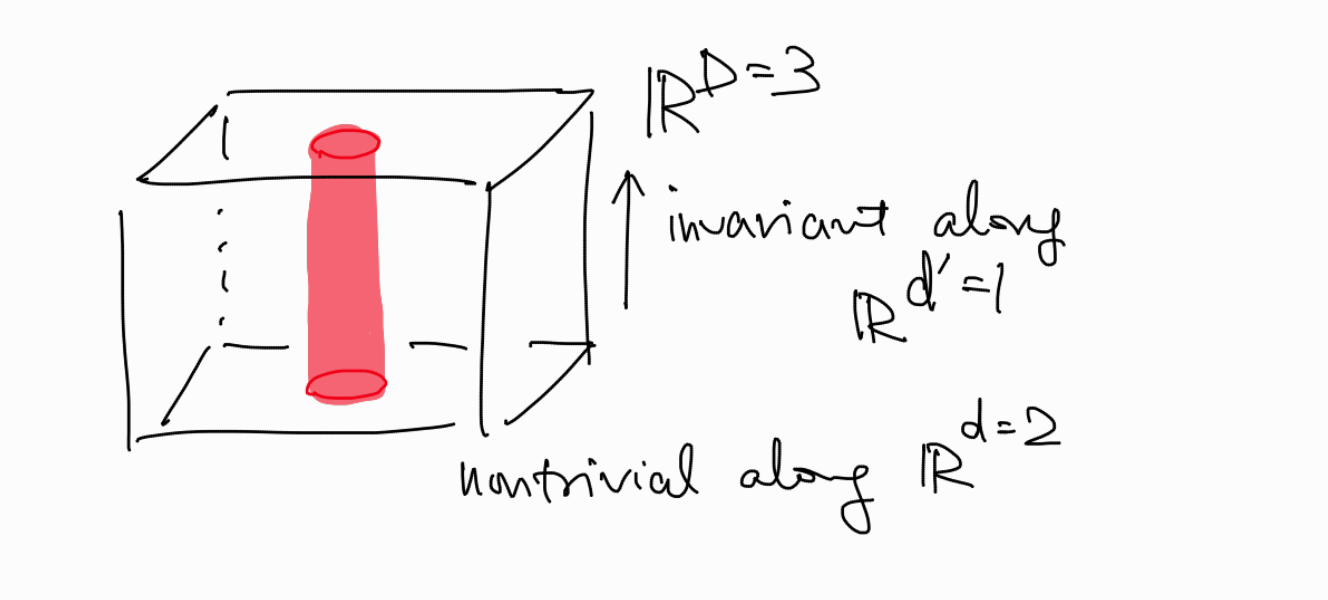 ℝ^{D=3}
invariant along
ℝ^{d'=1}
nontrivial along ℝ^{d=2}